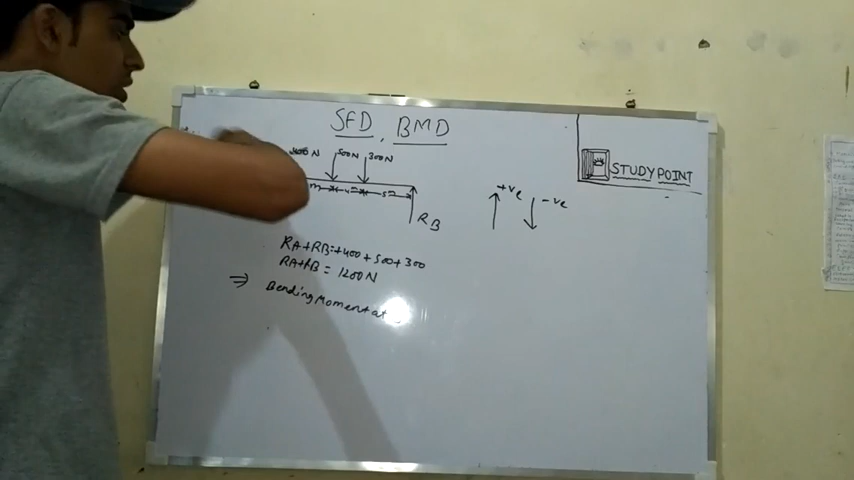 SFD, BMD
STUDY POINT
500N 300N
+ve -ve
RB
RA+RB=+400+500+300
RA+RB = 1200N
⇒ Bending Moment at